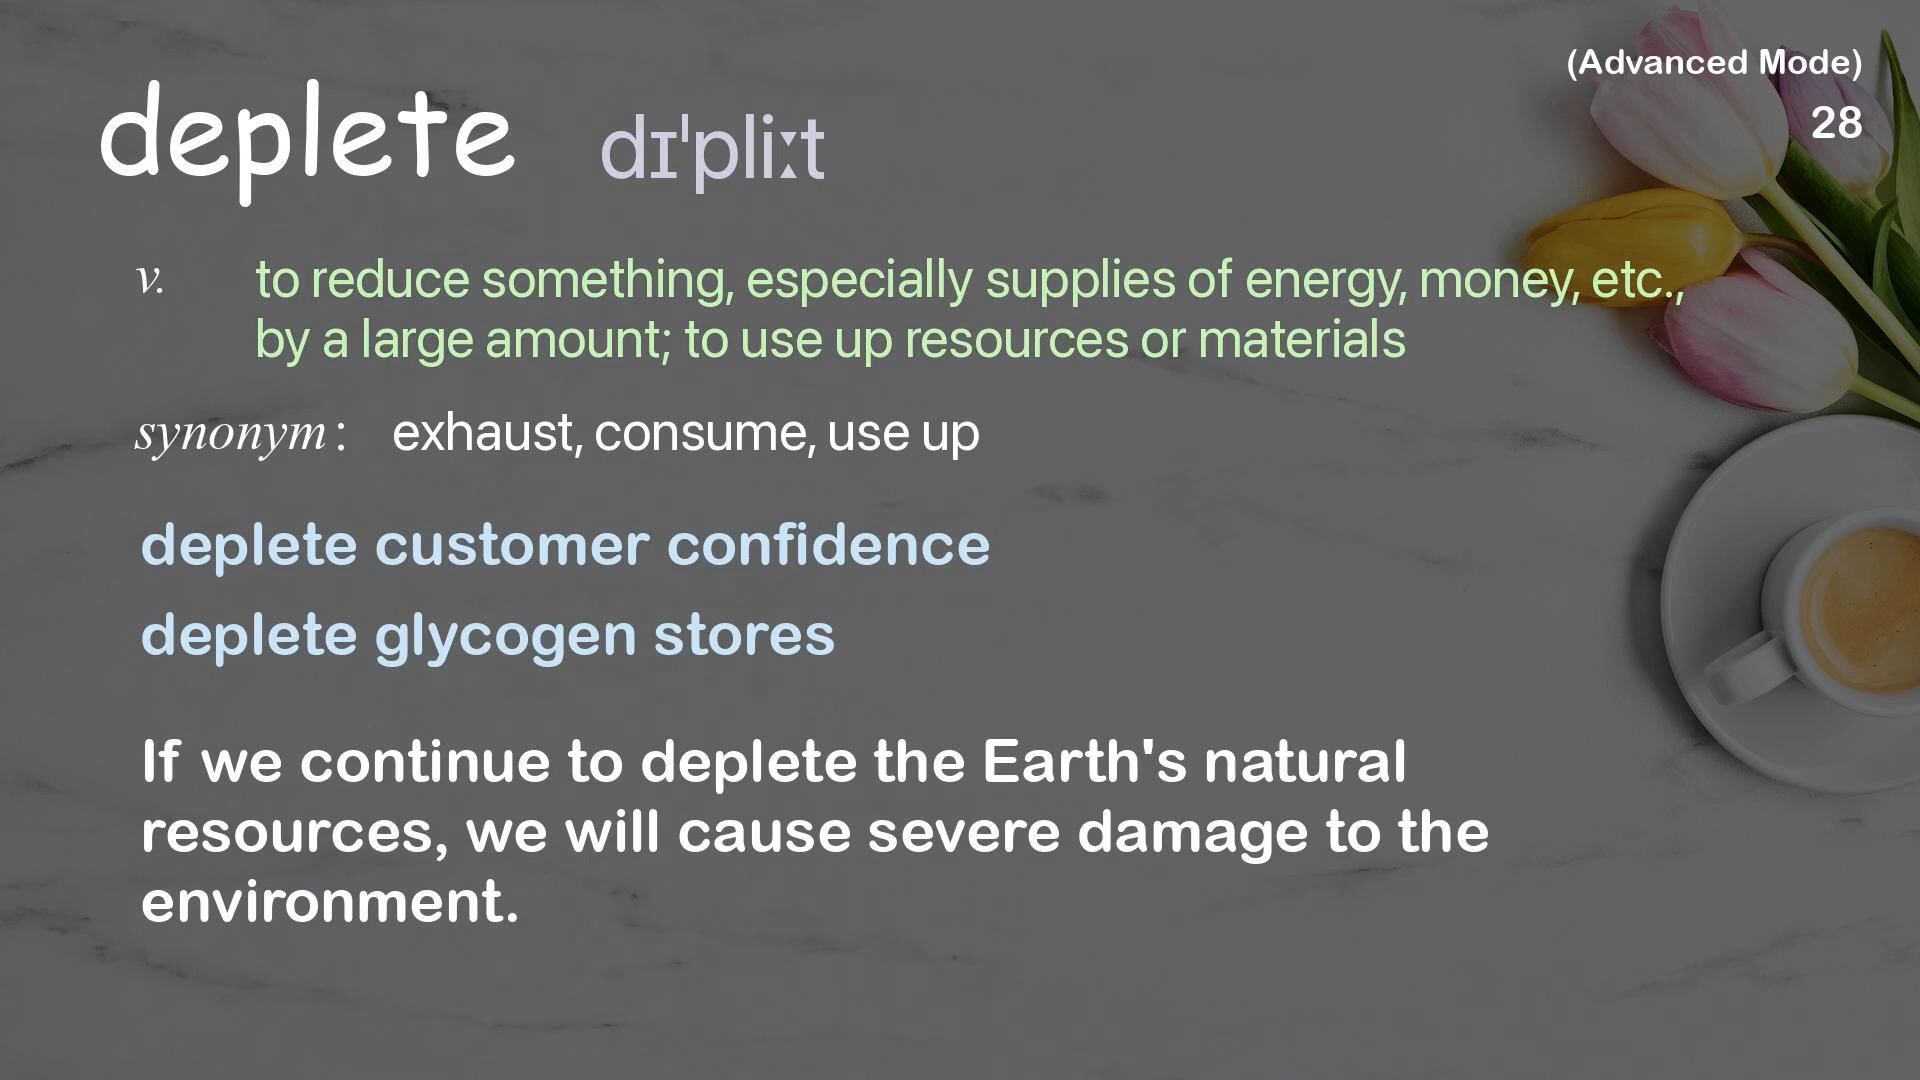 (Advanced Mode)
deplete dɪˈpliːt
28
v. to reduce something, especially supplies of energy, money, etc.,
by a large amount; to use up resources or materials
synonym: exhaust, consume, use up
deplete customer confidence
deplete glycogen stores
If we continue to deplete the Earth's natural
resources, we will cause severe damage to the
environment.